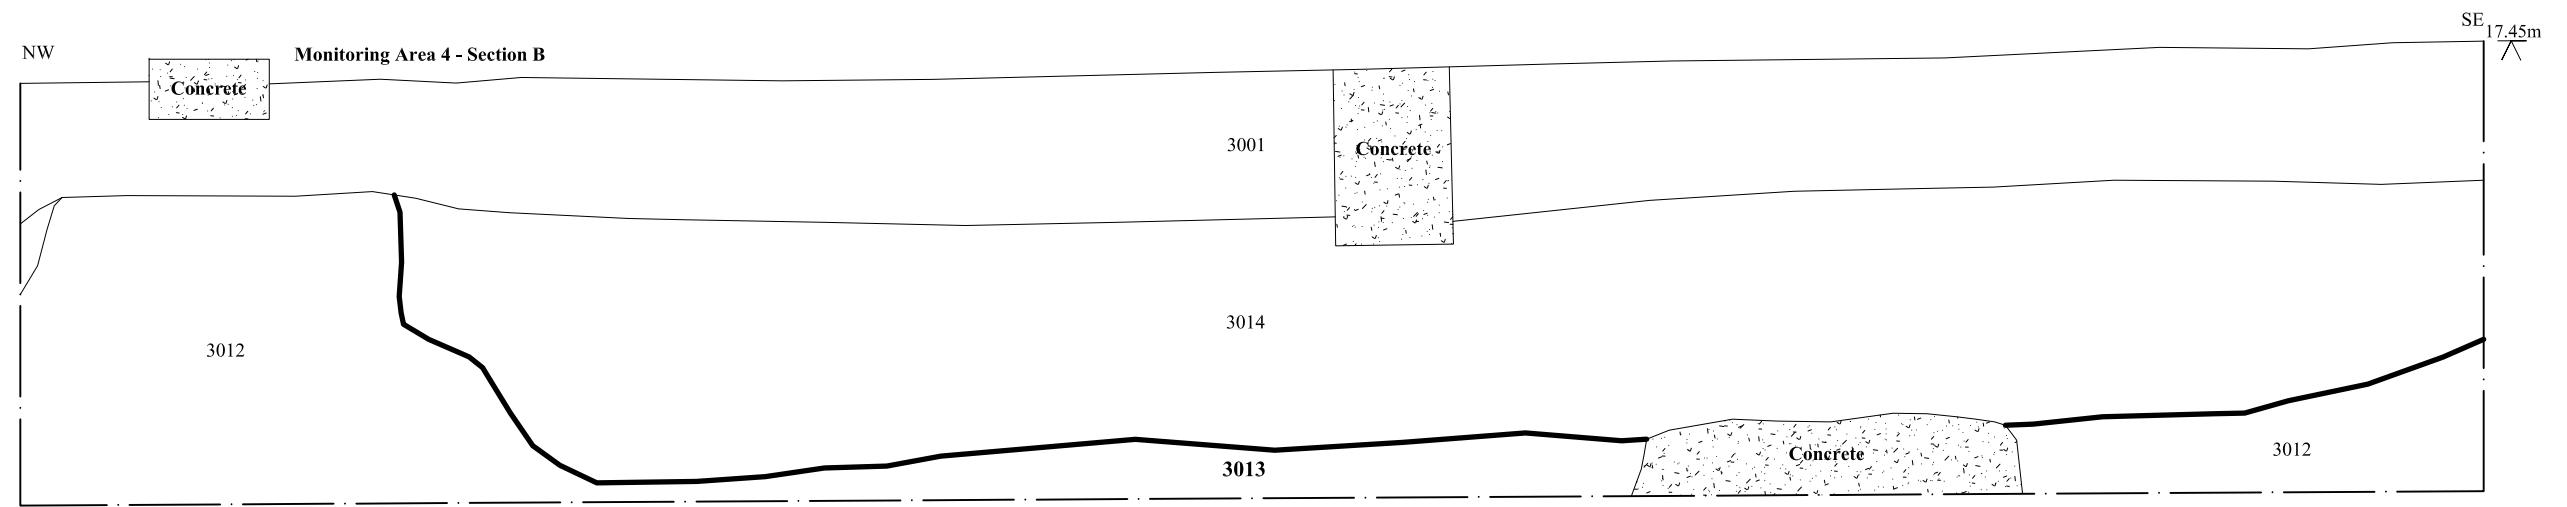 SE
17.45m
NW
Monitoring Area 4 - Section B
Concrete
3001
Concrete
3014
3012
3013
Concrete
3012